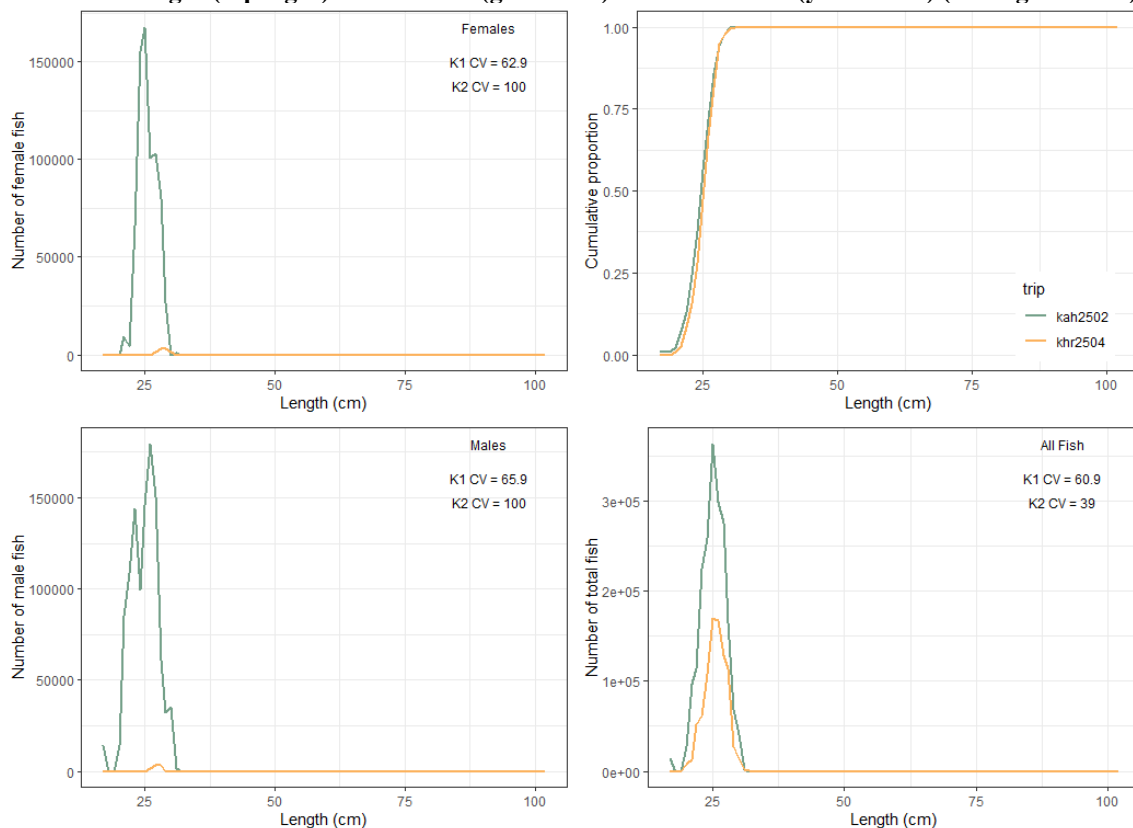 Females
K1 CV = 62.9
K2 CV = 100
150000
100000
50000
0
Number of female fish
25
50
75
100
Length (cm)
1.00
0.75
0.50
0.25
0.00
Cumulative proportion
trip
kah2502
khr2504
25
50
75
100
Length (cm)
Males
K1 CV = 65.9
K2 CV = 100
150000
100000
50000
0
Number of male fish
25
50
75
100
Length (cm)
All Fish
K1 CV = 60.9
K2 CV = 39
3e+05
2e+05
1e+05
0e+00
Number of total fish
25
50
75
100
Length (cm)